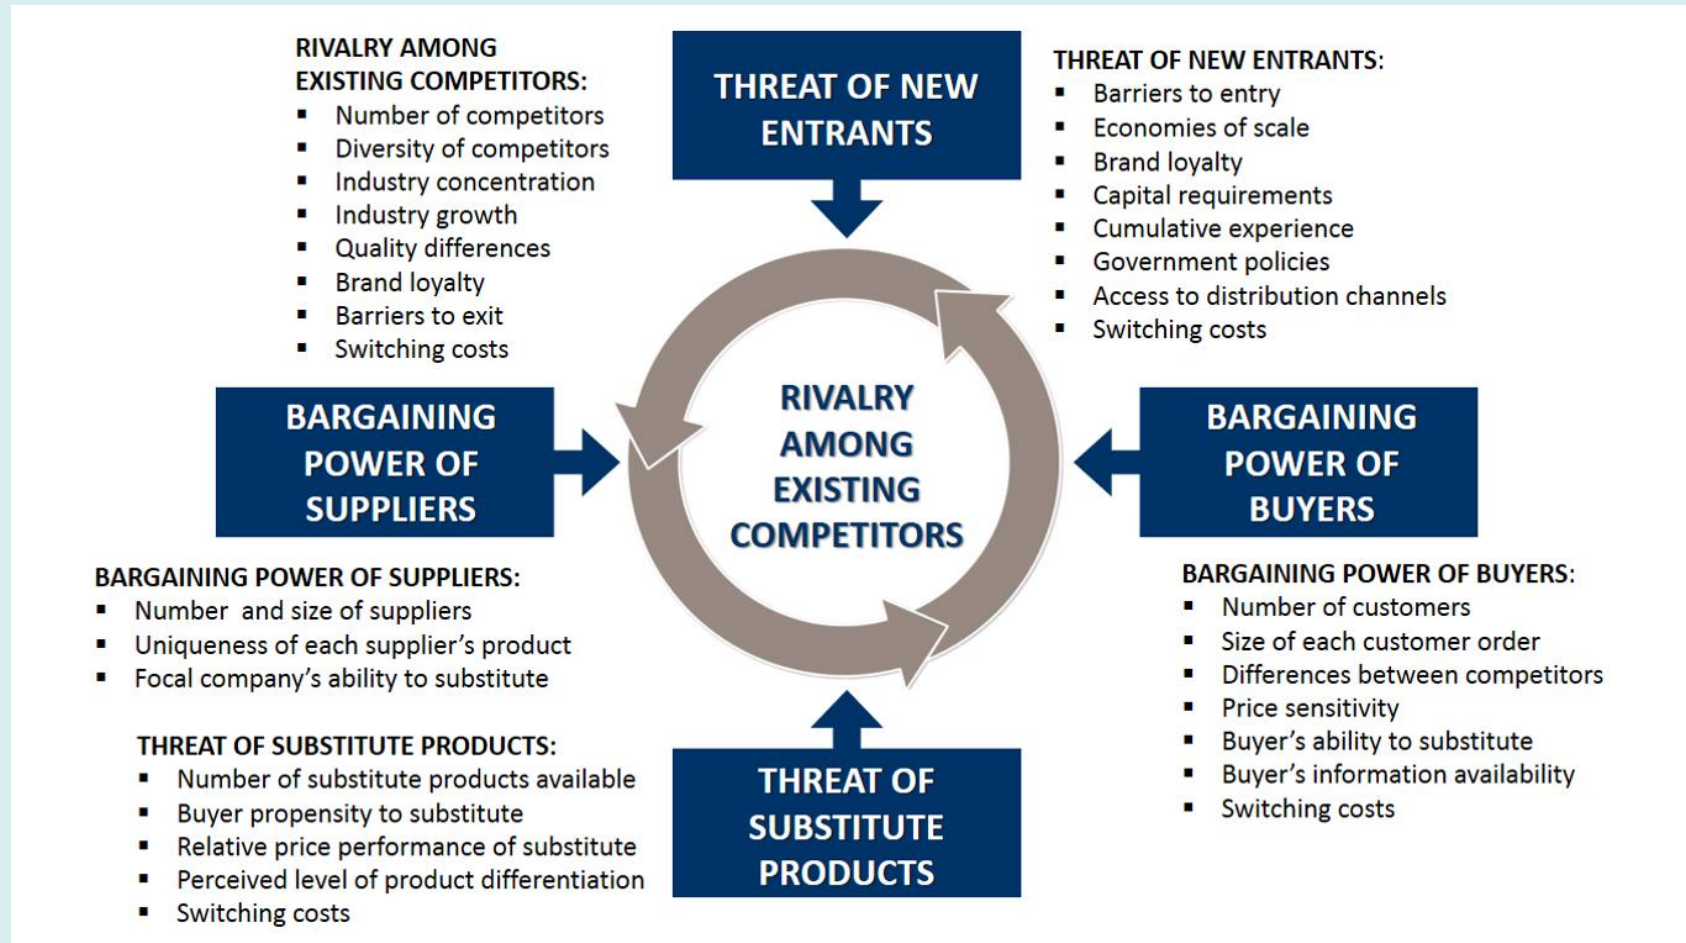 RIVALRY AMONG
EXISTING COMPETITORS:
▪ Number of competitors
▪ Diversity of competitors
▪ Industry concentration
▪ Industry growth
▪ Quality differences
▪ Brand loyalty
▪ Barriers to exit
▪ Switching costs
THREAT OF NEW
ENTRANTS
THREAT OF NEW ENTRANTS:
▪ Barriers to entry
▪ Economies of scale
▪ Brand loyalty
▪ Capital requirements
▪ Cumulative experience
▪ Government policies
▪ Access to distribution channels
▪ Switching costs
BARGAINING
POWER OF
SUPPLIERS
RIVALRY
AMONG
EXISTING
COMPETITORS
BARGAINING
POWER OF
BUYERS
BARGAINING POWER OF SUPPLIERS:
▪ Number and size of suppliers
▪ Uniqueness of each supplier’s product
▪ Focal company’s ability to substitute
BARGAINING POWER OF BUYERS:
▪ Number of customers
▪ Size of each customer order
▪ Differences between competitors
▪ Price sensitivity
▪ Buyer’s ability to substitute
▪ Buyer’s information availability
▪ Switching costs
THREAT OF SUBSTITUTE PRODUCTS:
▪ Number of substitute products available
▪ Buyer propensity to substitute
▪ Relative price performance of substitute
▪ Perceived level of product differentiation
▪ Switching costs
THREAT OF
SUBSTITUTE
PRODUCTS